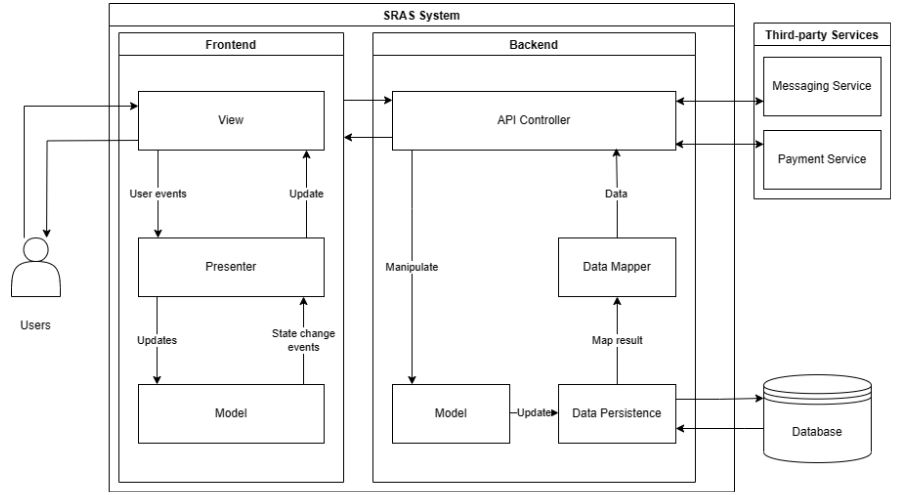 SRAS System
Frontend
Backend
Third-party Services
View
API Controller
Messaging Service
Payment Service
User events
Update
Data
Presenter
Manipulate
Data Mapper
Users
Updates
State change
events
Map result
Model
Model
Update
Data Persistence
Database